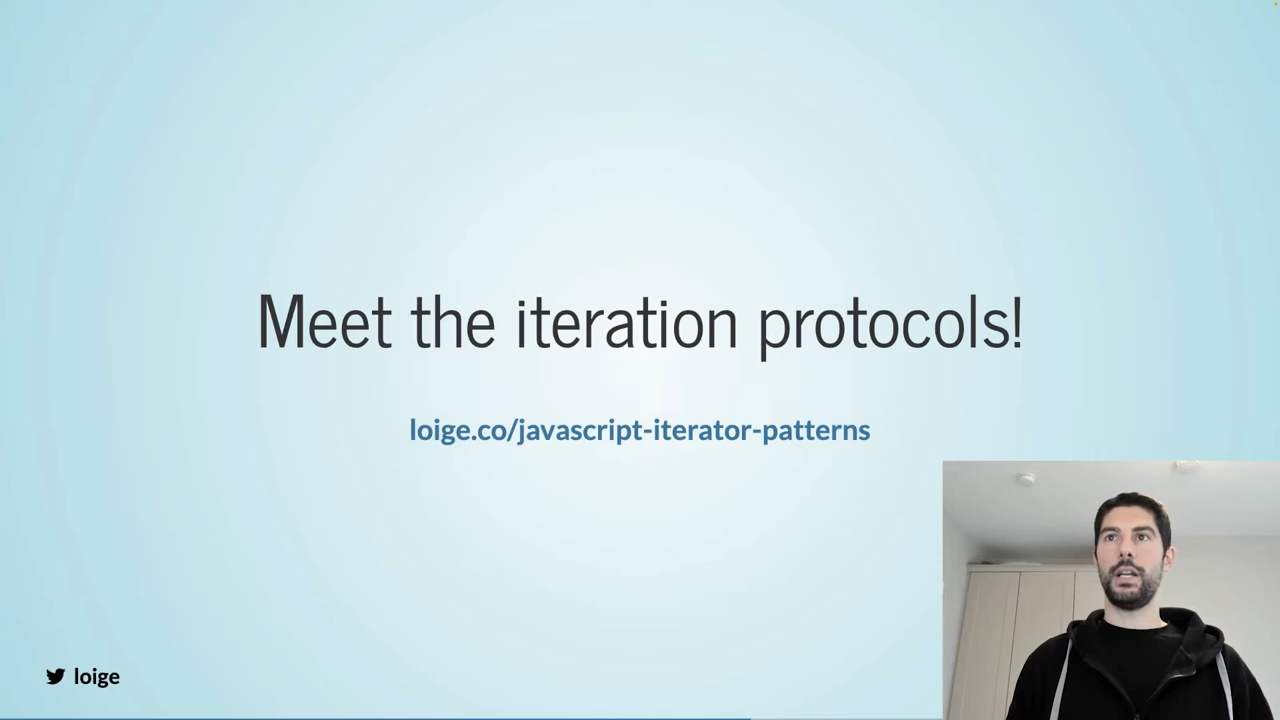 Meet the iteration protocols!
loige.co/javascript-iterator-patterns
loige